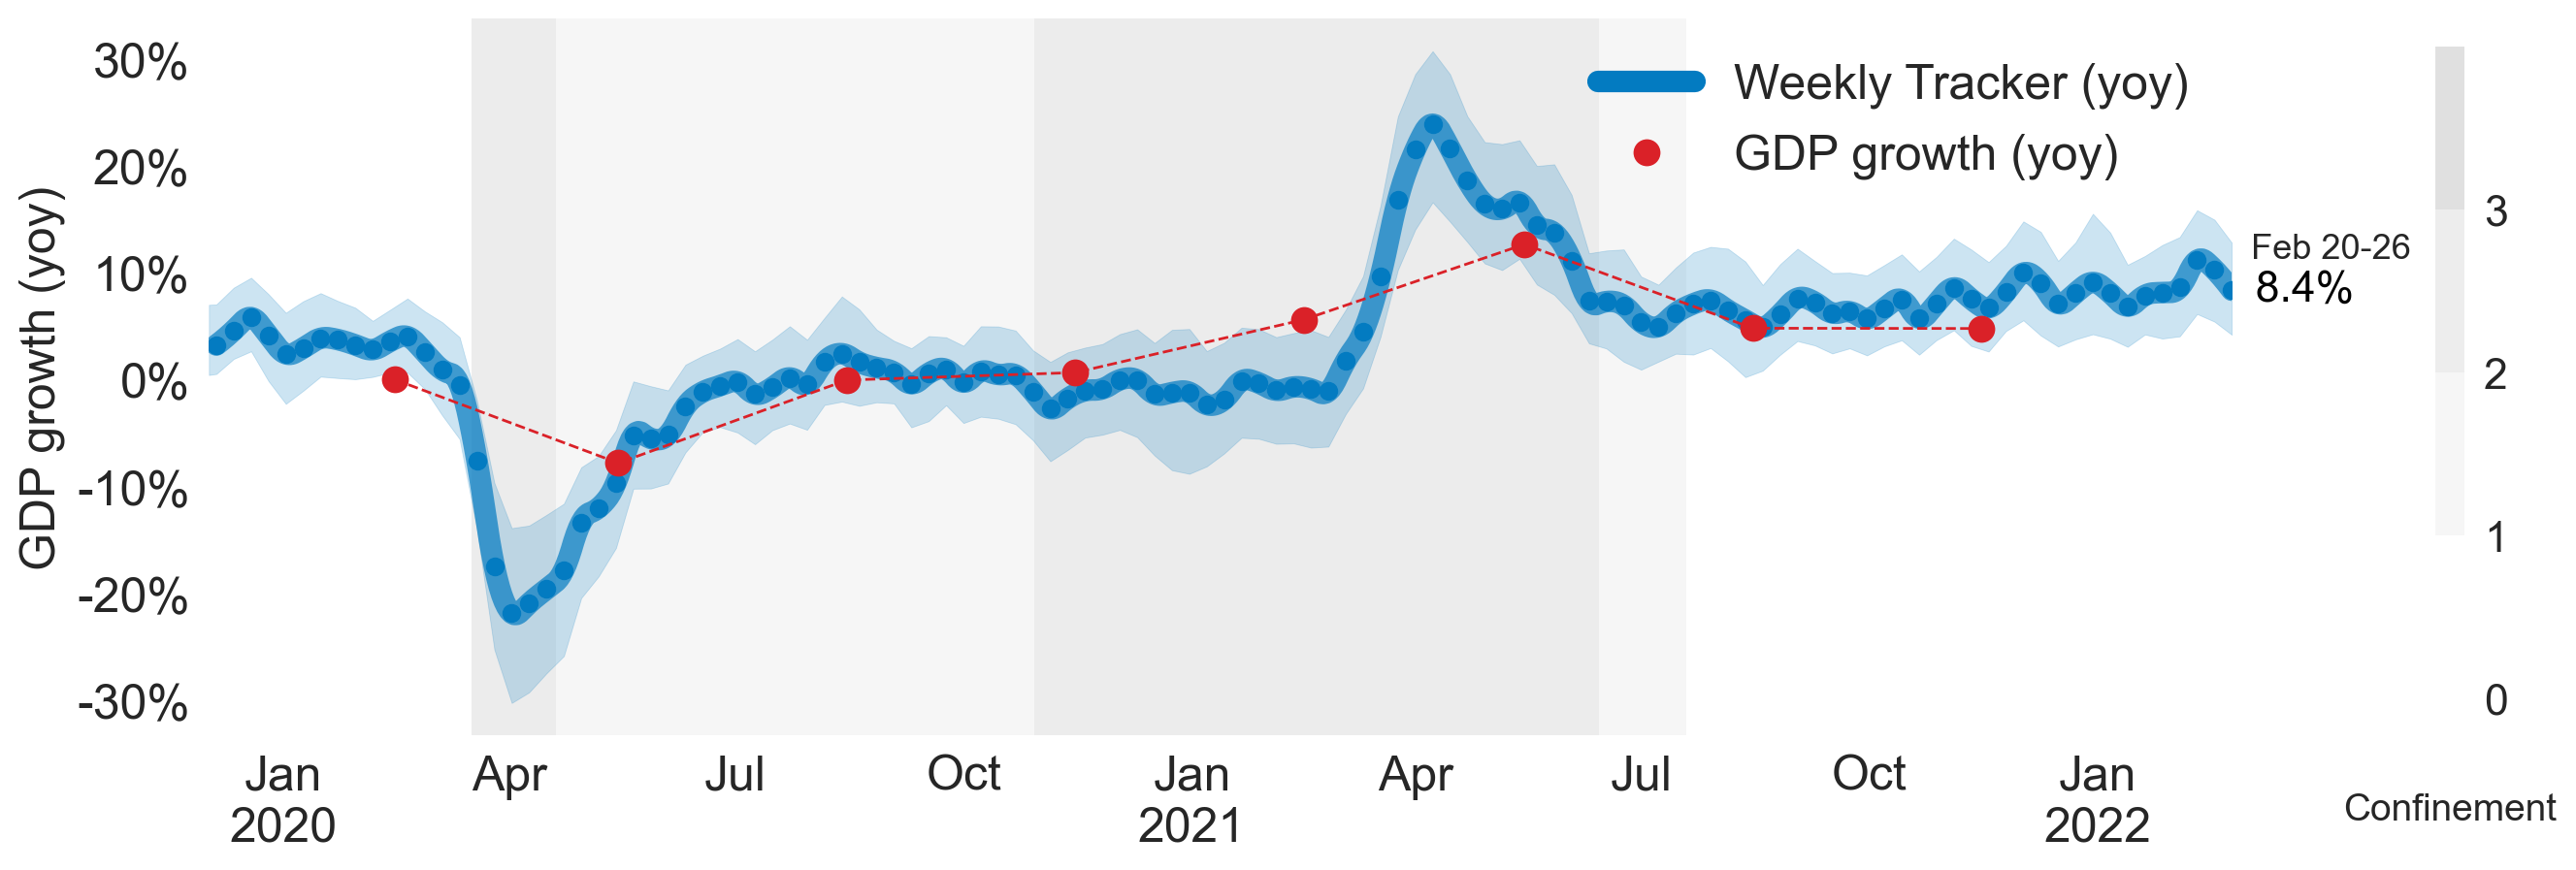 GDP growth (yoy)
30%
20%
10%
0%
-10%
-20%
-30%
Weekly Tracker (yoy)
GDP growth (yoy)
Feb 20-26
8.4%
3
2
1
0
Jan Apr Jul Oct Jan Apr Jul Oct Jan
2020 2021 2022
Confinement